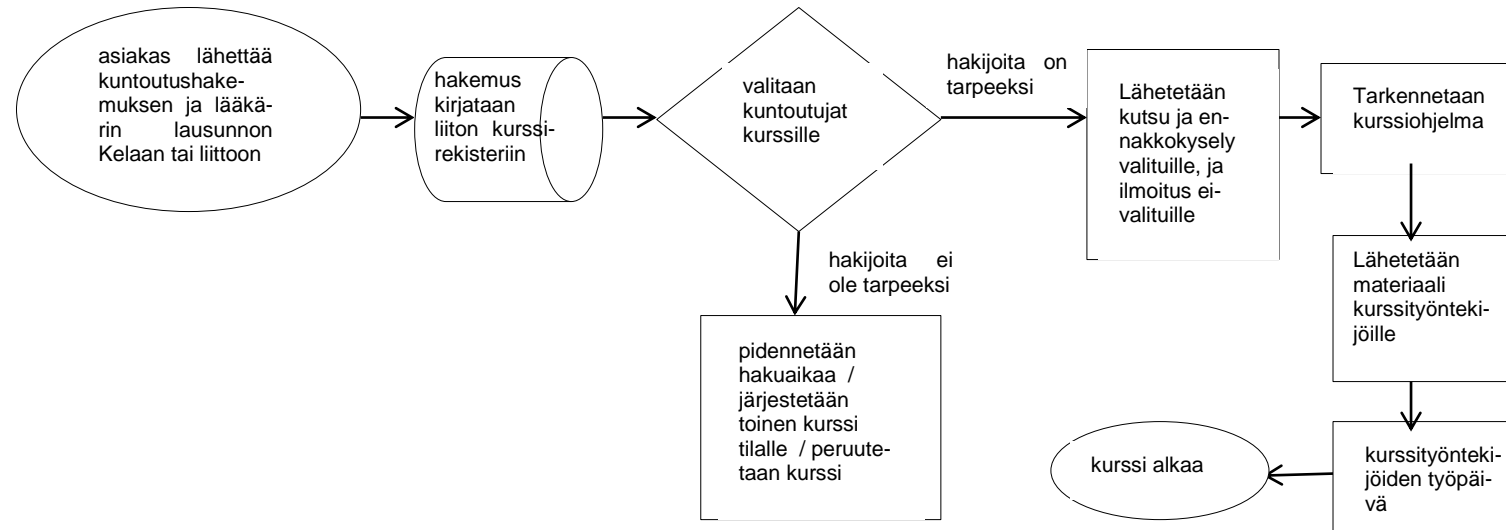 asiakas lähettää
kuntoutushake-
muksen ja lääkä-
rin lausunnon
Kelaan tai liittoon
hakemus
kirjataan
liiton kurssi-
rekisteriin
valitaan
kuntoutujat
kurssille
hakijoita on
tarpeeksi
Lähetetään
kutsu ja en-
nakkokysely
valituille, ja
ilmoitus ei-
valituille
Tarkennetaan
kurssiohjelma
hakijoita ei
ole tarpeeksi
pidennetään
hakuaikaa /
järjestetään
toinen kurssi
tilalle / peruute-
taan kurssi
Lähetetään
materiaali
kurssityönteki-
jöille
kurssityönteki-
jöiden työpäi-
vä
kurssi alkaa